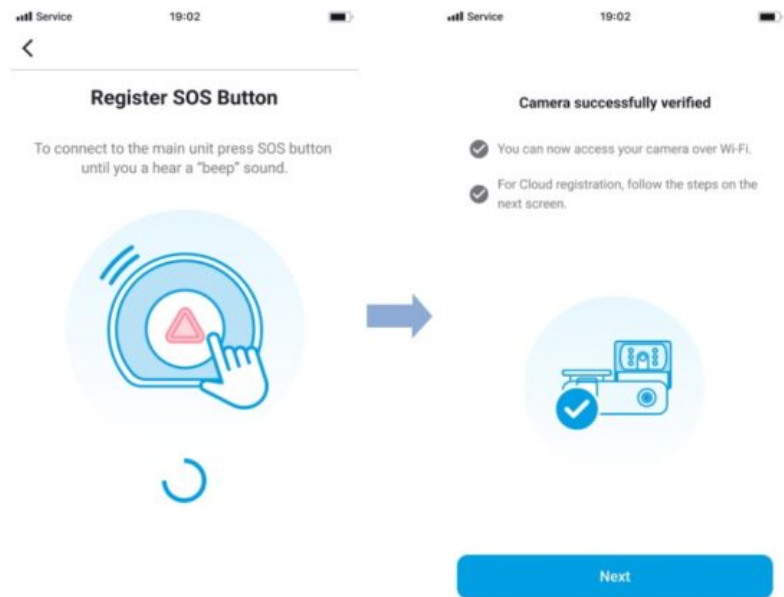 Service 19:02
Register SOS Button
To connect to the main unit press SOS button
until you a hear a "beep" sound.
Service 19:02
Camera successfully verified
You can now access your camera over Wi-Fi.
For Cloud registration, follow the steps on the
next screen.
Next